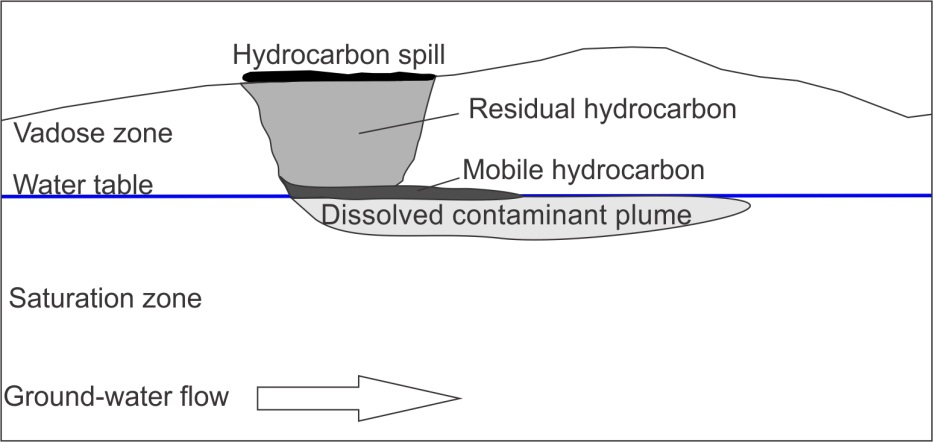 Hydrocarbon spill
Residual hydrocarbon
Vadose zone
Mobile hydrocarbon
Water table
Dissolved contaminant plume
Saturation zone
Ground-water flow